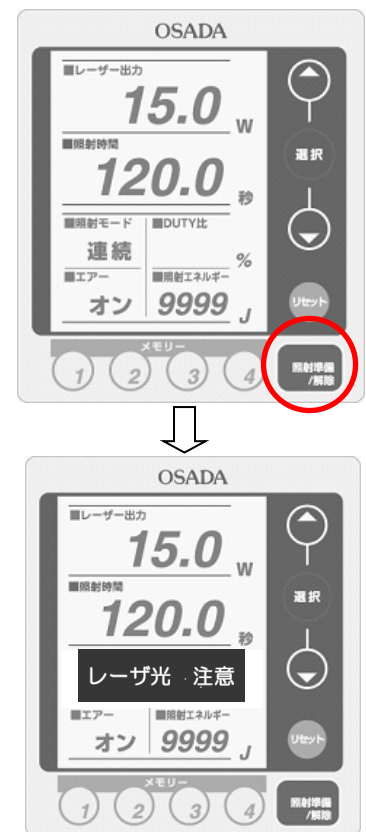 OSADA
■レーザー出力
15.0 W
■照射時間
120.0 秒
■照射モード ■DUTY比
連続 %
■エアー ■照射エネルギー
オン 9999 J
選択
リセット
メモリー
1 2 3 4
照射準備
/解除
OSADA
■レーザー出力
15.0 W
■照射時間
120.0 秒
レーザ光 注意
■エアー ■照射エネルギー
オン 9999 J
選択
リセット
メモリー
1 2 3 4
照射準備
/解除